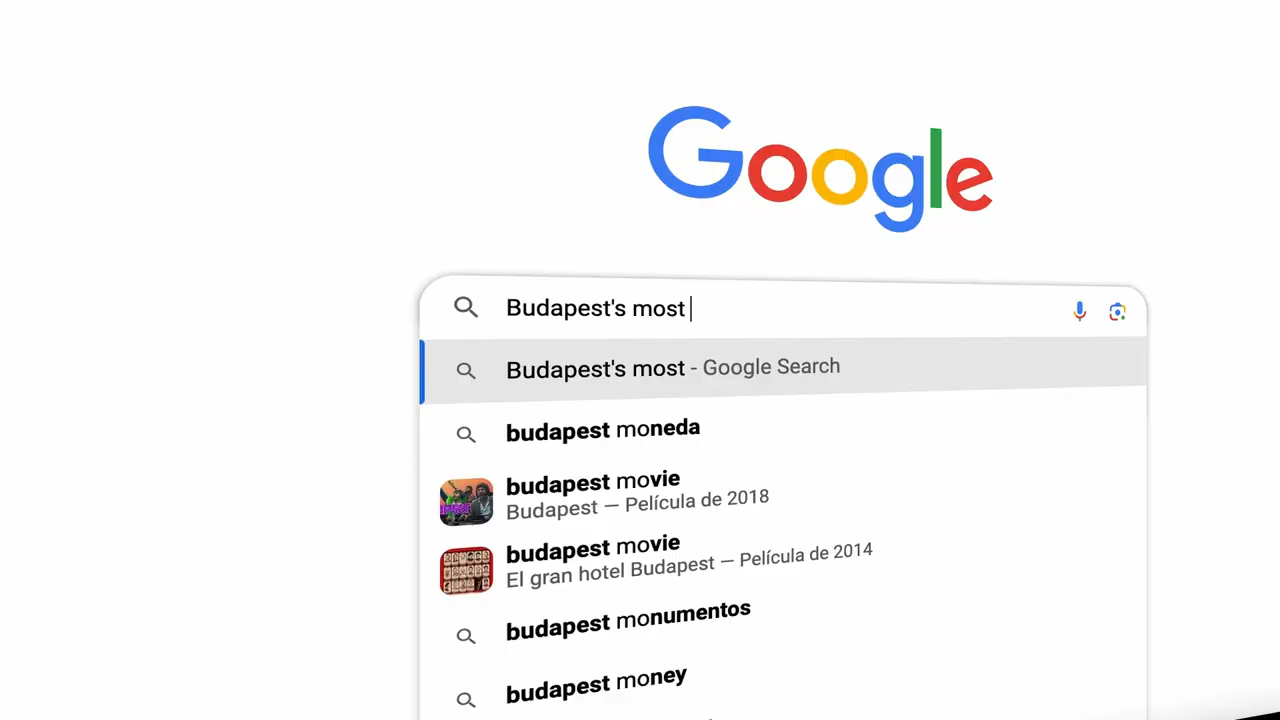 Google
Budapest's most
Budapest's most - Google Search
budapest moneda
budapest movie
Budapest — Película de 2018
budapest movie
El gran hotel Budapest — Película de 2014
budapest monumentos
budapest money